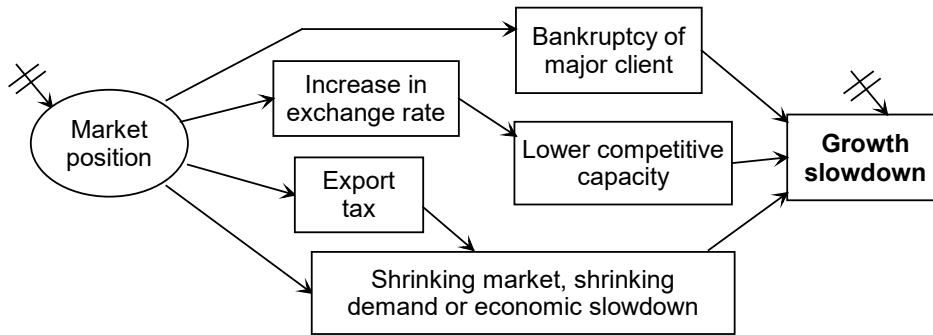 Bankruptcy of
major client
Increase in
exchange rate
Market
position
Lower competitive
capacity
Growth
slowdown
Export
tax
Shrinking market, shrinking
demand or economic slowdown